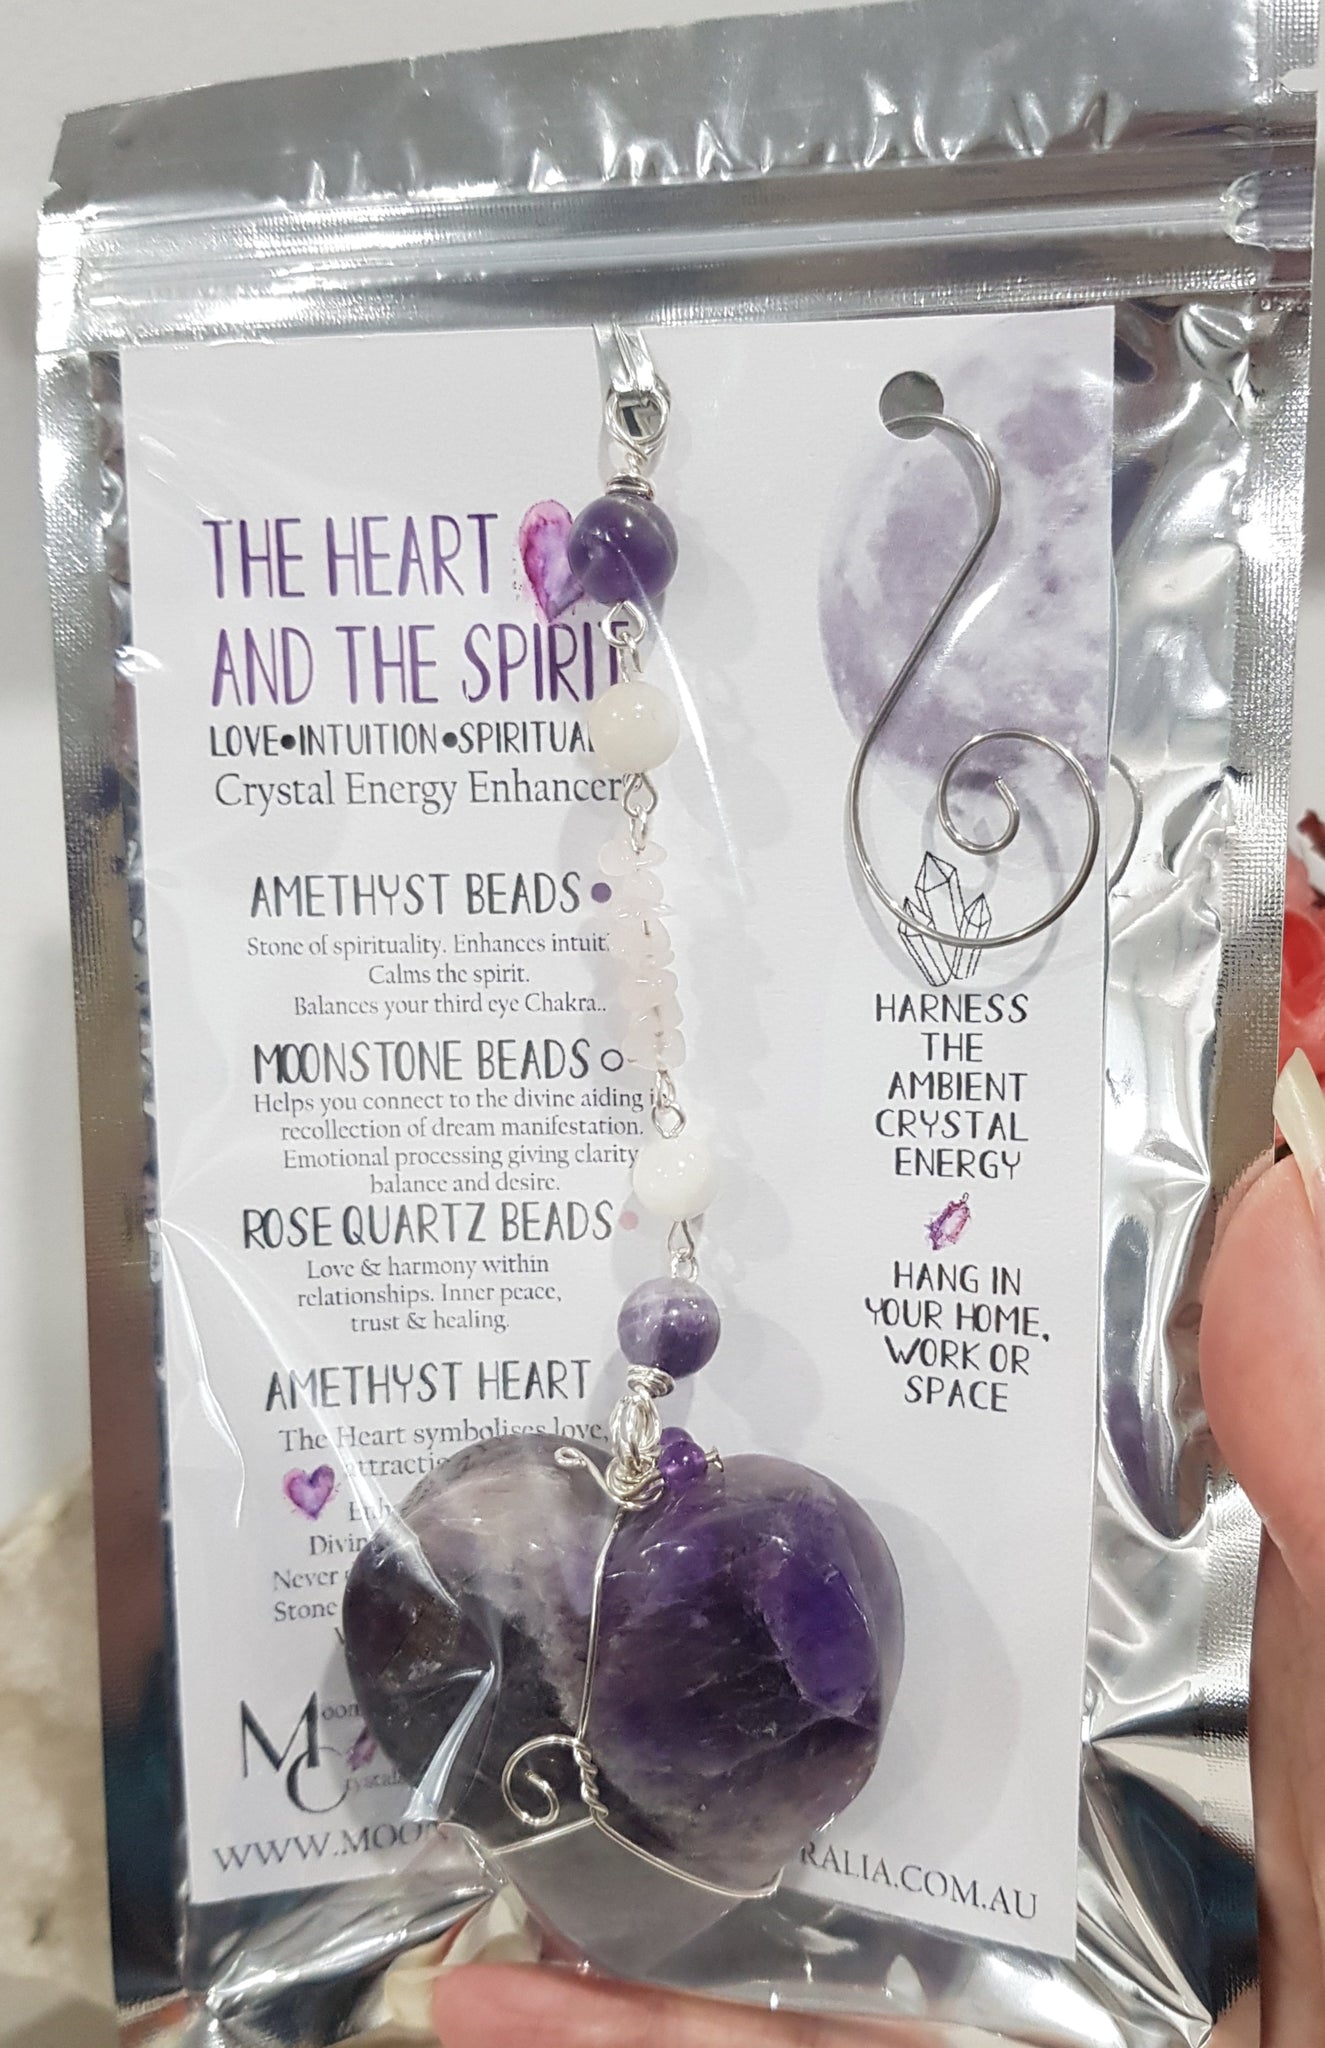 THE HEART
AND THE SPIRIT
LOVE•INTUITION•
Crystal Energy Enhancer
AMETHYST BEADS
Stone of spirituality. Enhances
Calms the spirit.
Balances your third eye Chakra..
MOONSTONE BEADS
Helps you connect to the divine aiding
recollection of dream manifestation.
Emotional processing giving clarity
balance and desire.
ROSE QUARTZ BEADS
Love & harmony within
relationships. Inner peace,
trust & healing.
AMETHYST HEART
The Heart symbolises love,
Never
Stone
HARNESS
THE
AMBIENT
CRYSTAL
ENERGY
HANG IN
YOUR HOME,
WORK OR
SPACE
MC
WWW.MOON
RALIA.COM.AU